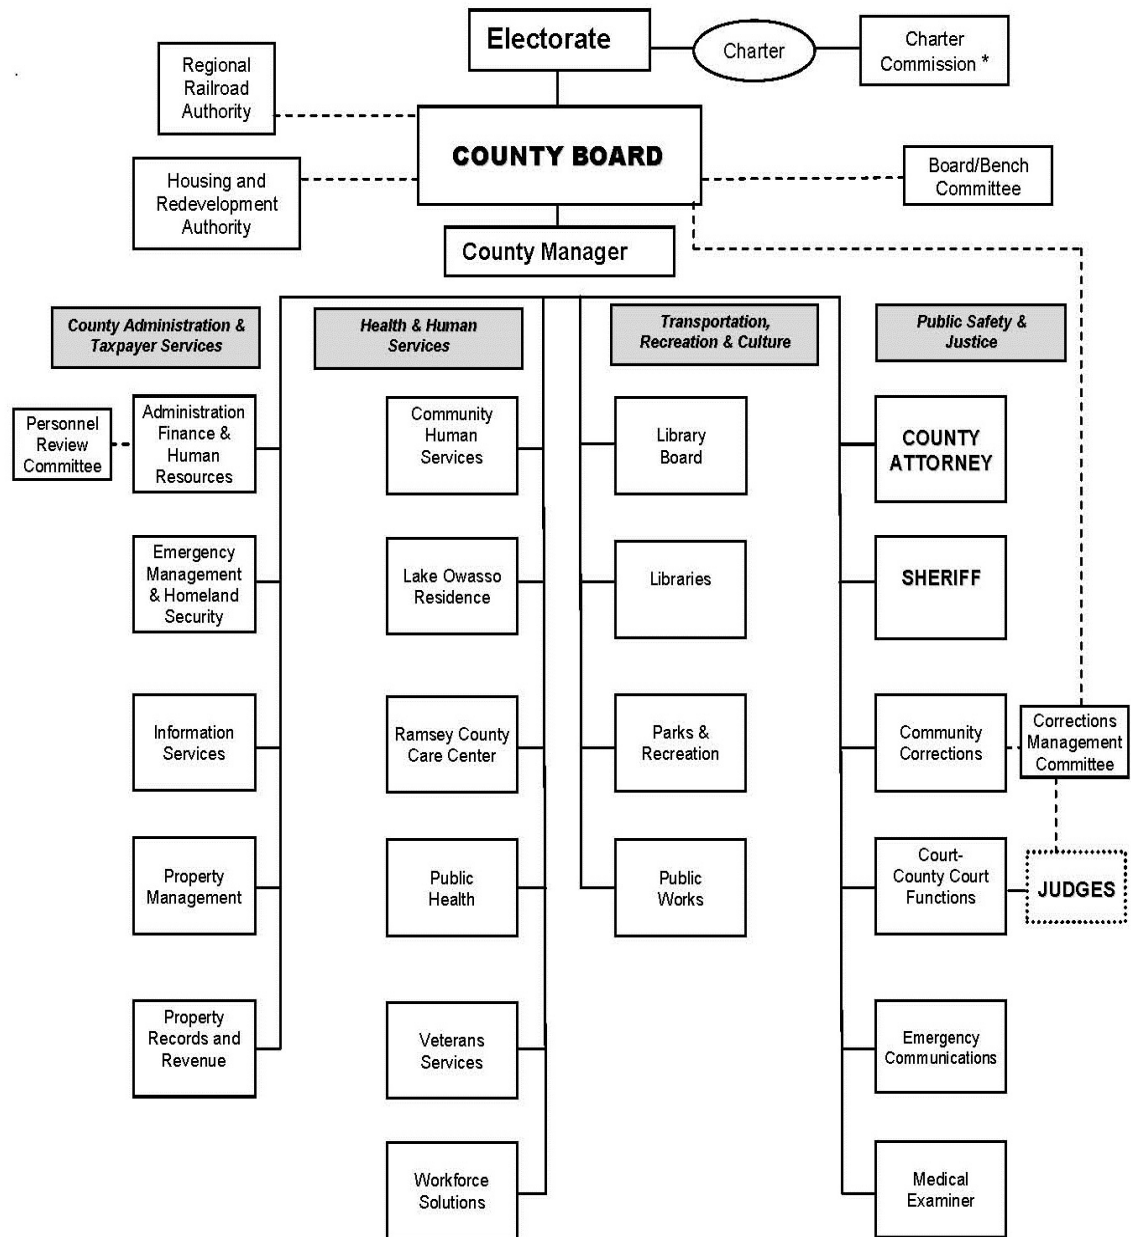 Electorate
Charter
Charter
Commission *
Regional
Railroad
Authority
COUNTY BOARD
Housing and
Redevelopment
Authority
Board/Bench
Committee
County Manager
County Administration &
Taxpayer Services
Health & Human
Services
Transportation,
Recreation & Culture
Public Safety &
Justice
Personnel
Review
Committee
Administration
Finance &
Human
Resources
Community
Human
Services
Library
Board
COUNTY
ATTORNEY
Emergency
Management
& Homeland
Security
Lake Owasso
Residence
Libraries
SHERIFF
Information
Services
Ramsey County
Care Center
Parks &
Recreation
Community
Corrections
Corrections
Management
Committee
Property
Management
Public
Health
Public
Works
Court-
County Court
Functions
JUDGES
Property
Records and
Revenue
Veterans
Services
Emergency
Communications
Workforce
Solutions
Medical
Examiner